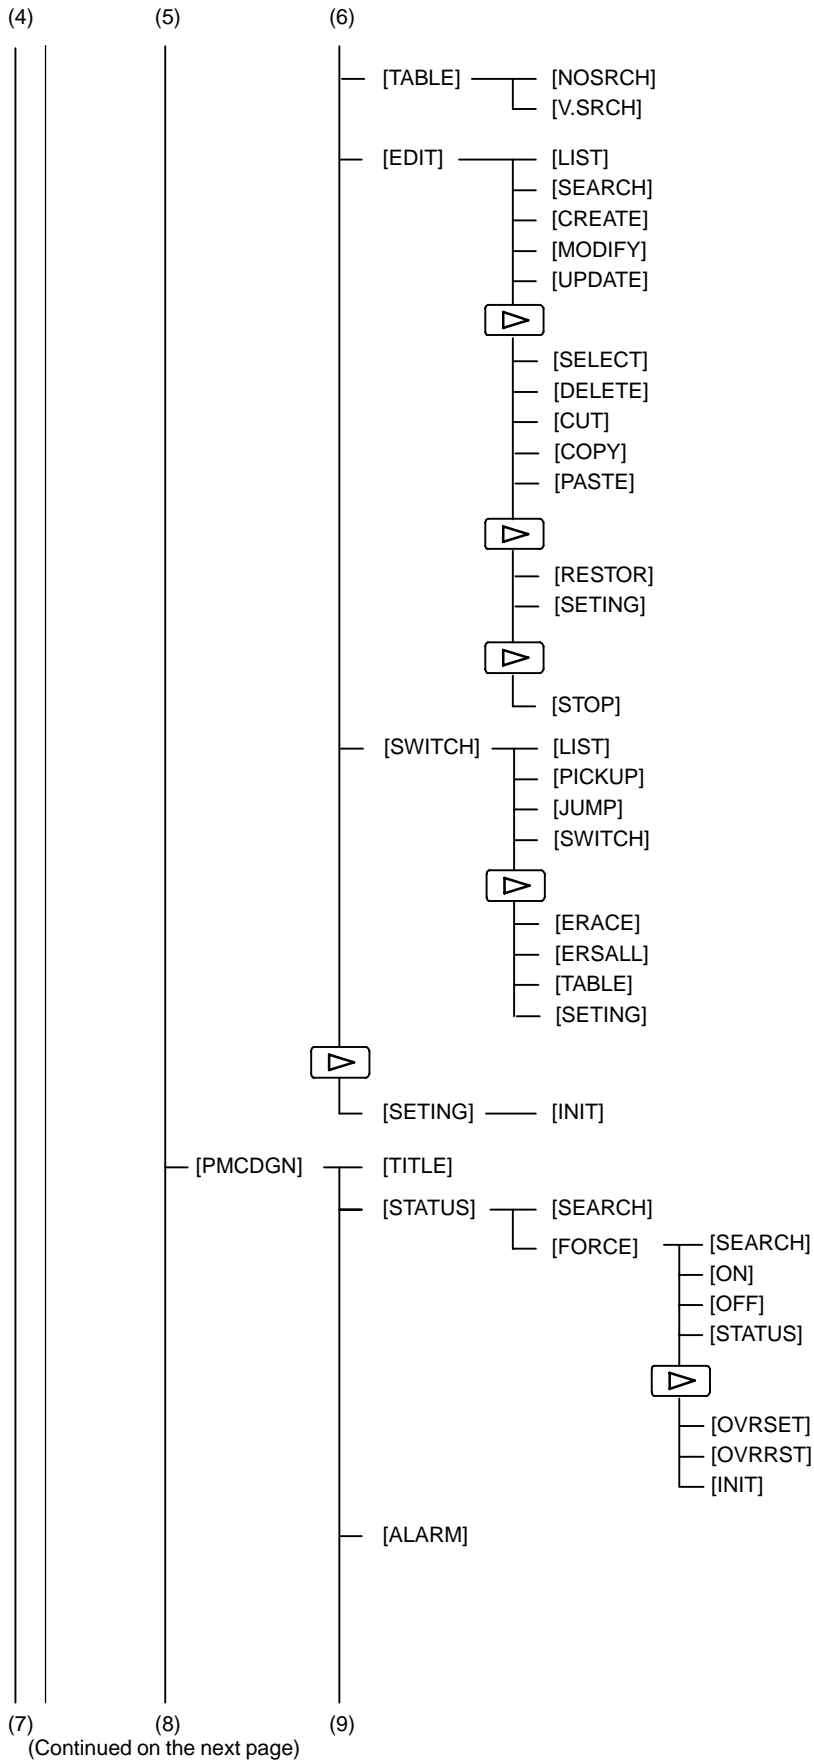 (4) (5) (6)
[TABLE] [NOSRCH]
[V.SRCH]
[EDIT] [LIST]
[SEARCH]
[CREATE]
[MODIFY]
[UPDATE]
[SELECT]
[DELETE]
[CUT]
[COPY]
[PASTE]
[RESTOR]
[SETING]
[STOP]
[SWITCH] [LIST]
[PICKUP]
[JUMP]
[SWITCH]
[ERACE]
[ERSALL]
[TABLE]
[SETING]
[SETING] [INIT]
[PMCDGN] [TITLE]
[STATUS] [SEARCH]
[FORCE] [SEARCH]
[ON]
[OFF]
[STATUS]
[OVRSET]
[OVRRST]
[INIT]
[ALARM]
(7) (8) (9)
(Continued on the next page)